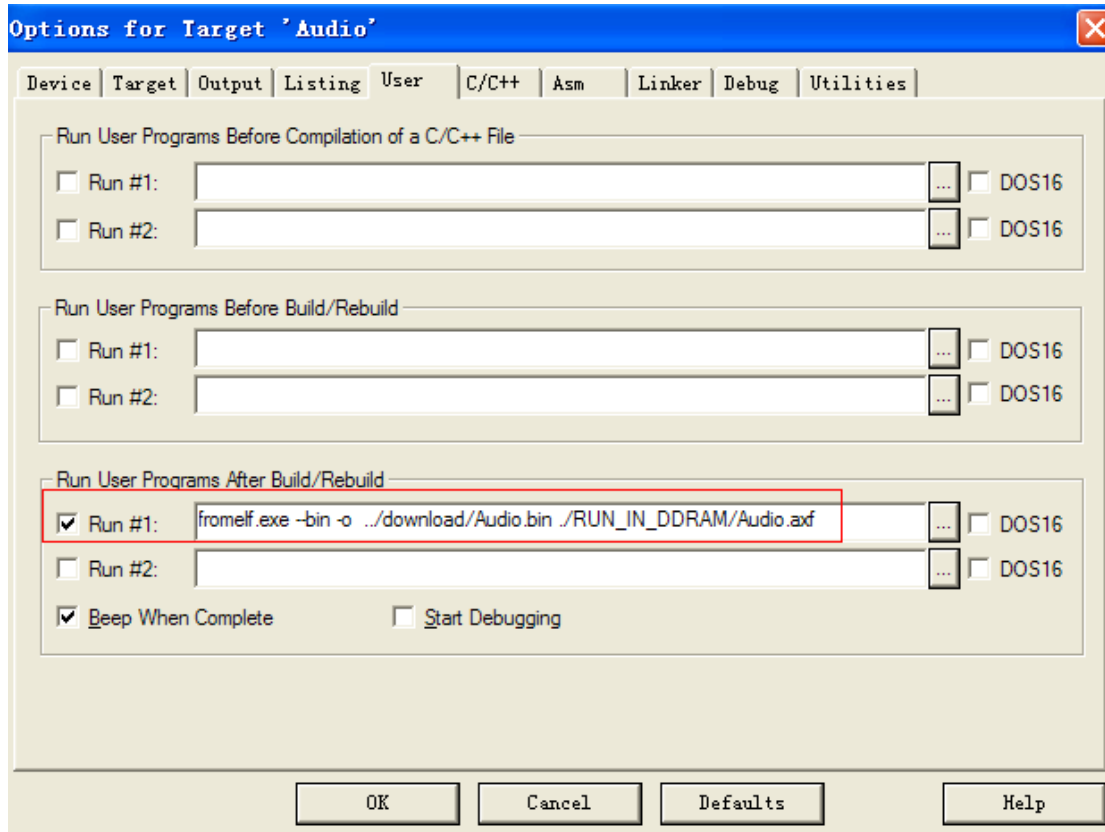 Options for Target 'Audio'
Device Target Output Listing User C/C++ Asm Linker Debug Utilities
Run User Programs Before Compilation of a C/C++ File
Run #1: ... DOS16
Run #2: ... DOS16
Run User Programs Before Build/Rebuild
Run #1: ... DOS16
Run #2: ... DOS16
Run User Programs After Build/Rebuild
Run #1: fromelf.exe --bin -o ../download/Audio.bin ./RUN_IN_DDRAM/Audio.axf ... DOS16
Run #2: ... DOS16
Beep When Complete Start Debugging
OK Cancel Defaults Help